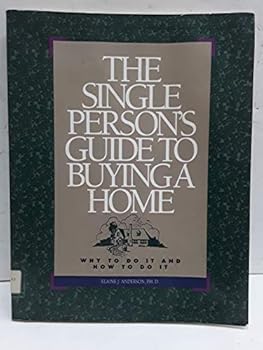 THE
SINGLE
PERSON'S
GUIDE TO
BUYING A
HOME
WHY TO DO IT AND
HOW TO DO IT
ELAINE J. ANDERSON, PH.D.